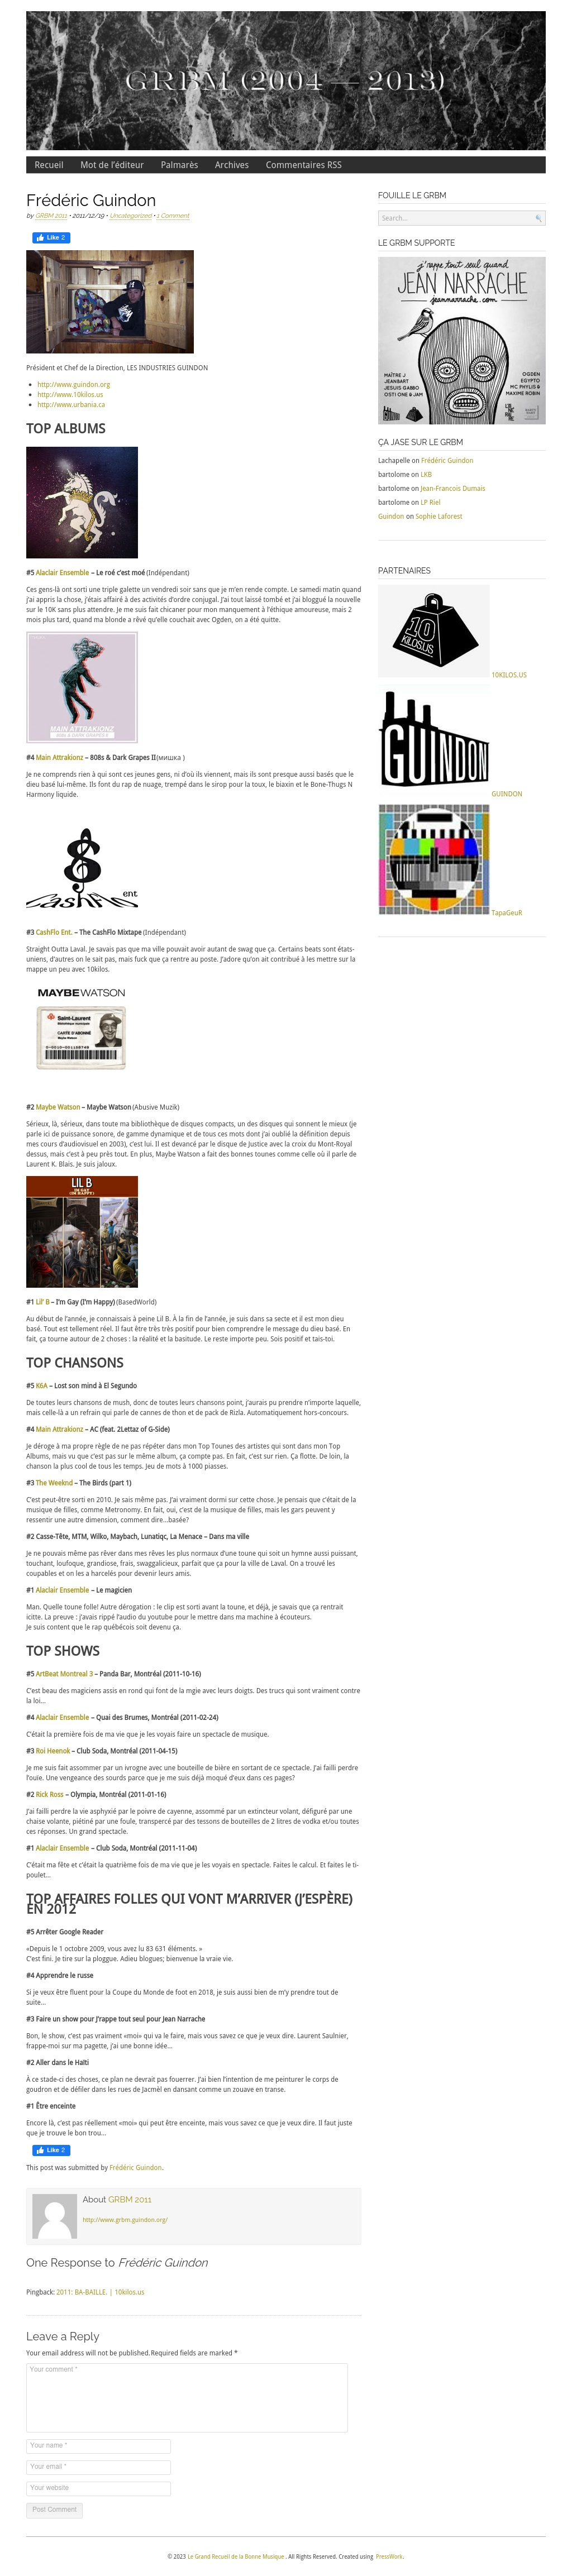 GRBM (2004 — 2013)
Recueil
Mot de l'éditeur
Palmarès
Archives
Commentaires RSS
Frédéric Guindon
by GRBM 2011 • 2011/12/19 • Uncategorized • 1 Comment
Like 2
Président et Chef de la Direction, LES INDUSTRIES GUINDON
http://www.guindon.org
http://www.10kilos.us
http://www.urbania.ca
TOP ALBUMS
#5 Alaclair Ensemble – Le roé c'est moé (Indépendant)
Ces gens-là ont sorti une triple galette un vendredi soir sans que je m'en rende compte. Le samedi matin quand
j'ai appris la chose, j'étais affairé à des activités d'ordre conjugal. J'ai tout laissé tombé et j'ai bloggué la nouvelle
sur le 10K sans plus attendre. Je me suis fait chicaner pour mon manquement à l'éthique amoureuse, mais 2
mois plus tard, quand ma blonde a rêvé qu'elle couchait avec Ogden, on a été quitte.
MAIN ATTRAKIONZ
808s & DARK GRAPES II
#4 Main Attrakionz – 808s & Dark Grapes II(мишка )
Je ne comprends rien à qui sont ces jeunes gens, ni d'où ils viennent, mais ils sont presque aussi basés que le
dieu basé lui-même. Ils font du rap de nuage, trempé dans le sirop pour la toux, le biaxin et le Bone-Thugs N
Harmony liquide.
Cashflo ent
#3 CashFlo Ent. – The CashFlo Mixtape (Indépendant)
Straight Outta Laval. Je savais pas que ma ville pouvait avoir autant de swag que ça. Certains beats sont états-
uniens, d'autres on le sait pas, mais fuck que ça rentre au poste. J'adore qu'on ait contribué à les mettre sur la
mappe un peu avec 10kilos.
MAYBEWATSON
Saint-Laurent
Bibliothèque municipale
CARTE D'ABONNÉ
Maybe Watson
#2 Maybe Watson – Maybe Watson (Abusive Muzik)
Sérieux, là, sérieux, dans toute ma bibliothèque de disques compacts, un des disques qui sonnent le mieux (je
parle ici de puissance sonore, de gamme dynamique et de tous ces mots dont j'ai oublié la définition depuis
mes cours d'audiovisuel en 2003), c'est lui. Il est devancé par le disque de Justice avec la croix du Mont-Royal
dessus, mais c'est à peu près tout. En plus, Maybe Watson a fait des bonnes tounes comme celle où il parle de
Laurent K. Blais. Je suis jaloux.
LIL B
IM GAY
(IM HAPPY)
#1 Lil' B – I'm Gay (I'm Happy) (BasedWorld)
Au début de l'année, je connaissais à peine Lil B. À la fin de l'année, je suis dans sa secte et il est mon dieu
basé. Tout est tellement réel. Il faut être très très positif pour bien comprendre le message du dieu basé. En
fait, ça tourne autour de 2 choses : la réalité et la basitude. Le reste importe peu. Sois positif et tais-toi.
TOP CHANSONS
#5 K6A – Lost son mind à El Segundo
De toutes leurs chansons de mush, donc de toutes leurs chansons point, j'aurais pu prendre n'importe laquelle,
mais celle-là a un refrain qui parle de cannes de thon et de pack de Rizla. Automatiquement hors-concours.
#4 Main Attrakionz – AC (feat. 2Lettaz of G-Side)
Je déroge à ma propre règle de ne pas répéter dans mon Top Tounes des artistes qui sont dans mon Top
Albums, mais vu que c'est pas sur le même album, ça compte pas. En fait, c'est sur rien. Ça flotte. De loin, la
chanson la plus cool de tous les temps. Jeu de mots à 1000 piasses.
#3 The Weeknd – The Birds (part 1)
C'est peut-être sorti en 2010. Je sais même pas. J'ai vraiment dormi sur cette chose. Je pensais que c'était de la
musique de filles, comme Metronomy. En fait, oui, c'est de la musique de filles, mais les gars peuvent y
ressentir une autre dimension, comment dire…basée?
#2 Casse-Tête, MTM, Wilko, Maybach, Lunatiqc, La Menace – Dans ma ville
Je ne pouvais même pas rêver dans mes rêves les plus normaux d'une toune qui soit un hymne aussi puissant,
touchant, loufoque, grandiose, frais, swaggalicieux, parfait que ça pour la ville de Laval. On a trouvé les
coupables et on les a harcelés pour devenir leurs amis.
#1 Alaclair Ensemble – Le magicien
Man. Quelle toune folle! Autre dérogation : le clip est sorti avant la toune, et déjà, je savais que ça rentrait
icitte. La preuve : j'avais rippé l'audio du youtube pour le mettre dans ma machine à écouteurs.
Je suis content que le rap québécois soit devenu ça.
TOP SHOWS
#5 ArtBeat Montreal 3 – Panda Bar, Montréal (2011-10-16)
C'est beau des magiciens assis en rond qui font de la mgie avec leurs doigts. Des trucs qui sont vraiment contre
la loi…
#4 Alaclair Ensemble – Quai des Brumes, Montréal (2011-02-24)
C'était la première fois de ma vie que je les voyais faire un spectacle de musique.
#3 Roi Heenok – Club Soda, Montréal (2011-04-15)
Je me suis fait assommer par un ivrogne avec une bouteille de bière en sortant de ce spectacle. J'ai failli perdre
l'ouïe. Une vengeance des sourds parce que je me suis déjà moqué d'eux dans ces pages?
#2 Rick Ross – Olympia, Montréal (2011-01-16)
J'ai failli perdre la vie asphyxié par le poivre de cayenne, assommé par un extincteur volant, défiguré par une
chaise volante, piétiné par une foule, transpercé par des tessons de bouteilles de 2 litres de vodka et/ou toutes
ces réponses. Un grand spectacle.
#1 Alaclair Ensemble – Club Soda, Montréal (2011-11-04)
C'était ma fête et c'était la quatrième fois de ma vie que je les voyais en spectacle. Faites le calcul. Et faites le ti-
poulet…
TOP AFFAIRES FOLLES QUI VONT M'ARRIVER (J'ESPÈRE)
EN 2012
#5 Arrêter Google Reader
«Depuis le 1 octobre 2009, vous avez lu 83 631 éléments. »
C'est fini. Je tire sur la ploggue. Adieu blogues; bienvenue la vraie vie.
#4 Apprendre le russe
Si je veux être fluent pour la Coupe du Monde de foot en 2018, je suis aussi bien de m'y prendre tout de
suite…
#3 Faire un show pour J'rappe tout seul pour Jean Narrache
Bon, le show, c'est pas vraiment «moi» qui va le faire, mais vous savez ce que je veux dire. Laurent Saulnier,
frappe-moi sur ma pagette, j'ai une bonne idée…
#2 Aller dans le Haïti
À ce stade-ci des choses, ce plan ne devrait pas fouerrer. J'ai bien l'intention de me peinturer le corps de
goudron et de défiler dans les rues de Jacmèl en dansant comme un zouave en transe.
#1 Être enceinte
Encore là, c'est pas réellement «moi» qui peut être enceinte, mais vous savez ce que je veux dire. Il faut juste
que je trouve le bon trou…
Like 2
This post was submitted by Frédéric Guindon.
About GRBM 2011
http://www.grbm.guindon.org/
One Response to Frédéric Guindon
Pingback: 2011: BA-BAILLE. | 10kilos.us
Leave a Reply
Your email address will not be published.Required fields are marked *
Your comment *
Your name *
Your email *
Your website
Post Comment
FOUILLE LE GRBM
Search...
LE GRBM SUPPORTE
J'rappe tout seul quand
JEAN NARRACHE
jeannarrache.com
MAÎTRE J
JEANBART
JESUS GABBO
OSTI ONE & JAM
OGDEN
EGYPTO
MC PHYLIS &
MAXIME ROBIN
ÇA JASE SUR LE GRBM
Lachapelle on Frédéric Guindon
bartolome on LKB
bartolome on Jean-Francois Dumais
bartolome on LP Riel
Guindon on Sophie Laforest
PARTENAIRES
10
KILOS.US
10KILOS.US
GUINDON
GUINDON
TapaGeuR
© 2023 Le Grand Recueil de la Bonne Musique . All Rights Reserved. Created using PressWork.